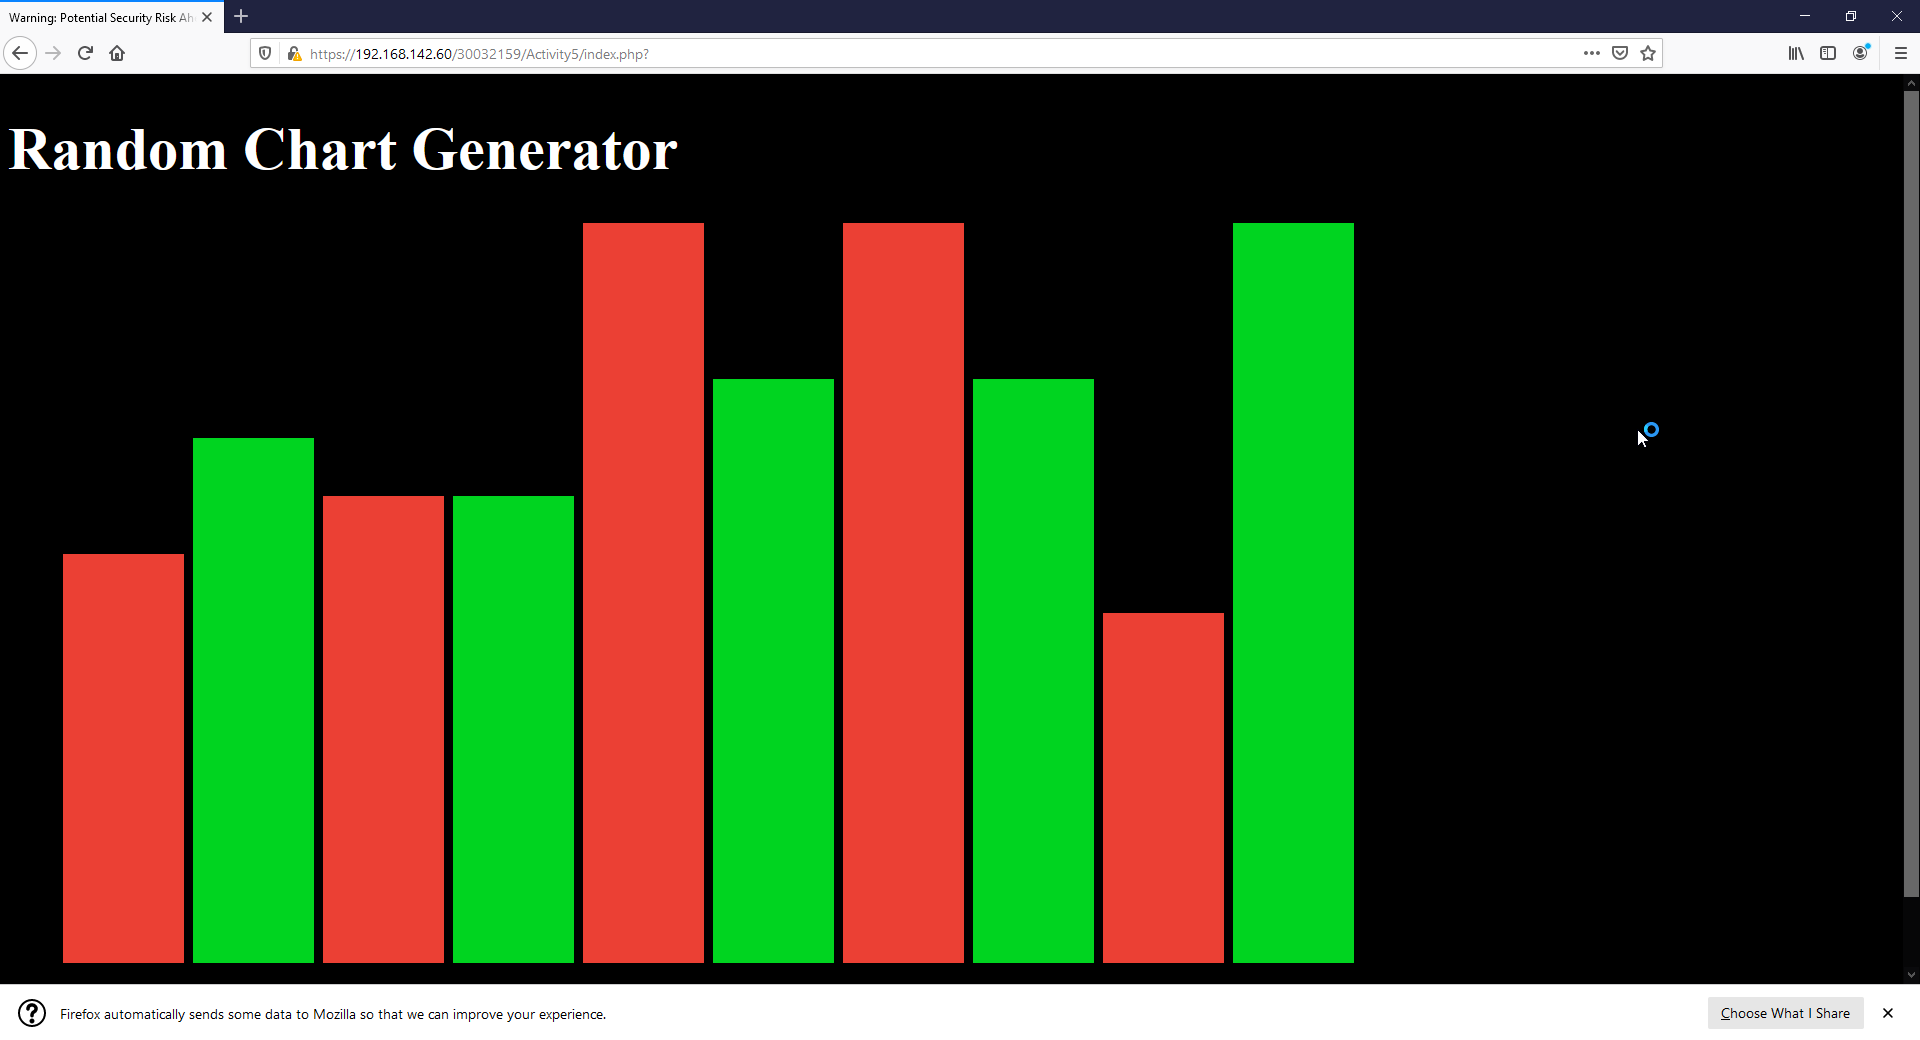 Warning: Potential Security Risk Ah
https://192.168.142.60/30032159/Activity5/index.php?
Random Chart Generator
Firefox automatically sends some data to Mozilla so that we can improve your experience.
Choose What I Share